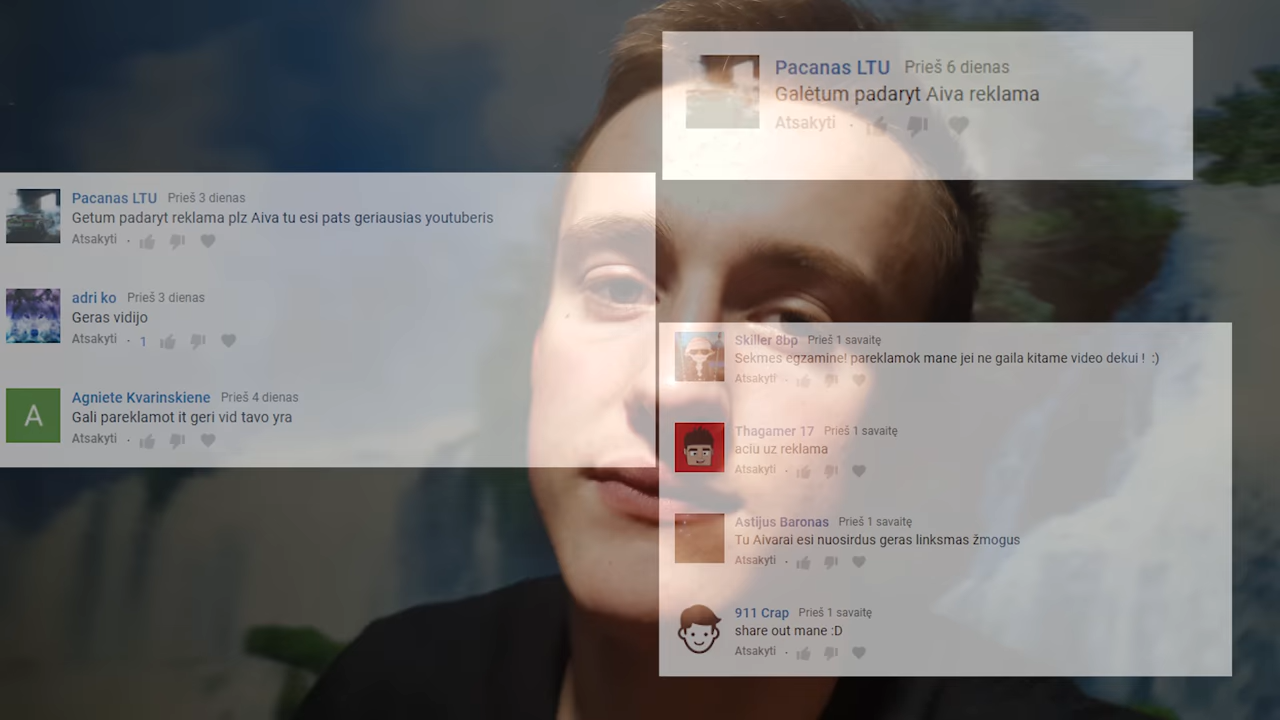 Pacanas LTU Prieš 6 dienas
Galėtum padaryt Aiva reklama
Atsakyti
Pacanas LTU Prieš 3 dienas
Getum padaryt reklama plz Aiva tu esi pats geriausias youtuberis
Atsakyti
adri ko Prieš 3 dienas
Geras vidijo
Atsakyti · 1
A
Agniete Kvarinskiene Prieš 4 dienas
Gali pareklamot it geri vid tavo yra
Atsakyti
Skiller 8bp Prieš 1 savaitę
Sekmes egzamine! pareklamok mane jei ne gaila kitame video dekui ! :)
Atsakyti
Thagamer 17 Prieš 1 savaitę
aciu uz reklama
Atsakyti
Astijus Baronas Prieš 1 savaitę
Tu Aivarai esi nuosirdus geras linksmas žmogus
Atsakyti
911 Crap Prieš 1 savaitę
share out mane :D
Atsakyti